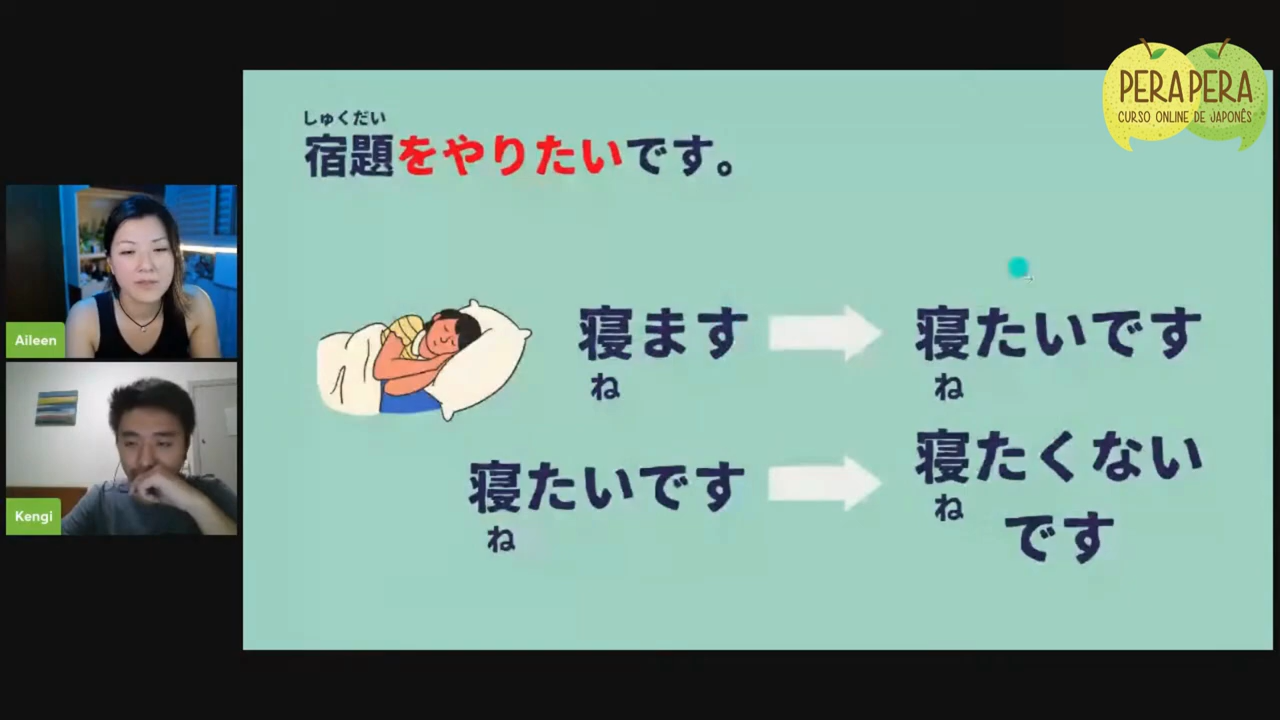 PERA PERA
CURSO ONLINE DE JAPONÊS
しゅくだい
宿題をやりたいです。
寝ます
ね
寝たいです
ね
寝たいです
ね
寝たくない
ね
です
Aileen
Kengi